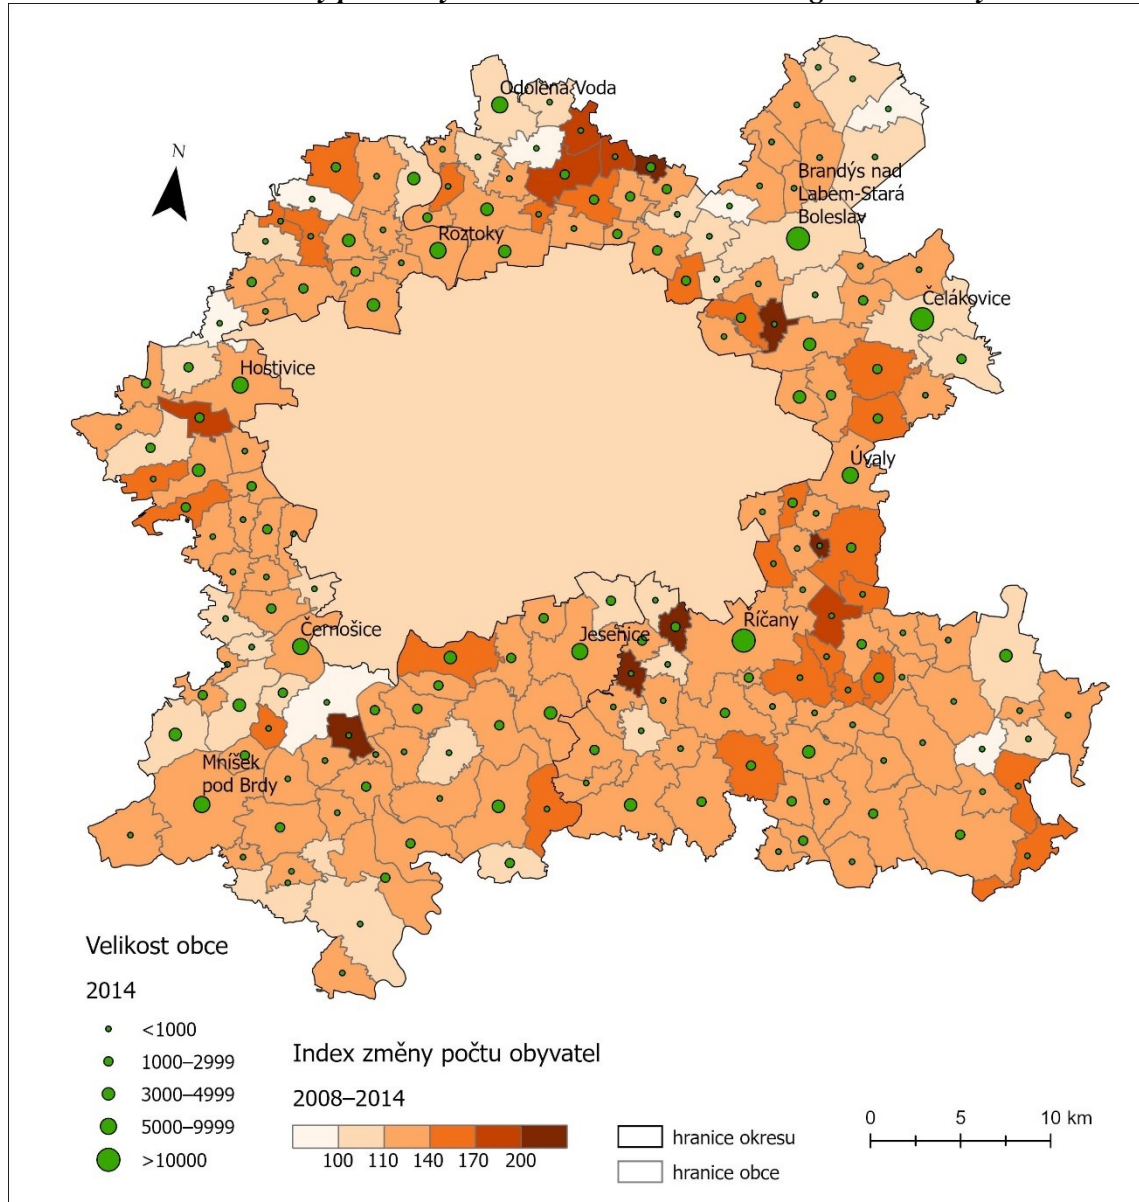 Odolena Voda
N
Brandýs nad
Labem-Stará
Boleslav
Roztoky
Čelákovice
Hostivice
Úvaly
Černošice
Jesenice
Říčany
Mníšek
pod Brdy
Velikost obce
2014
<1000
1000–2999
3000–4999
5000–9999
>10000
Index změny počtu obyvatel
2008–2014
100 110 140 170 200
hranice okresu
hranice obce
0 5 10 km